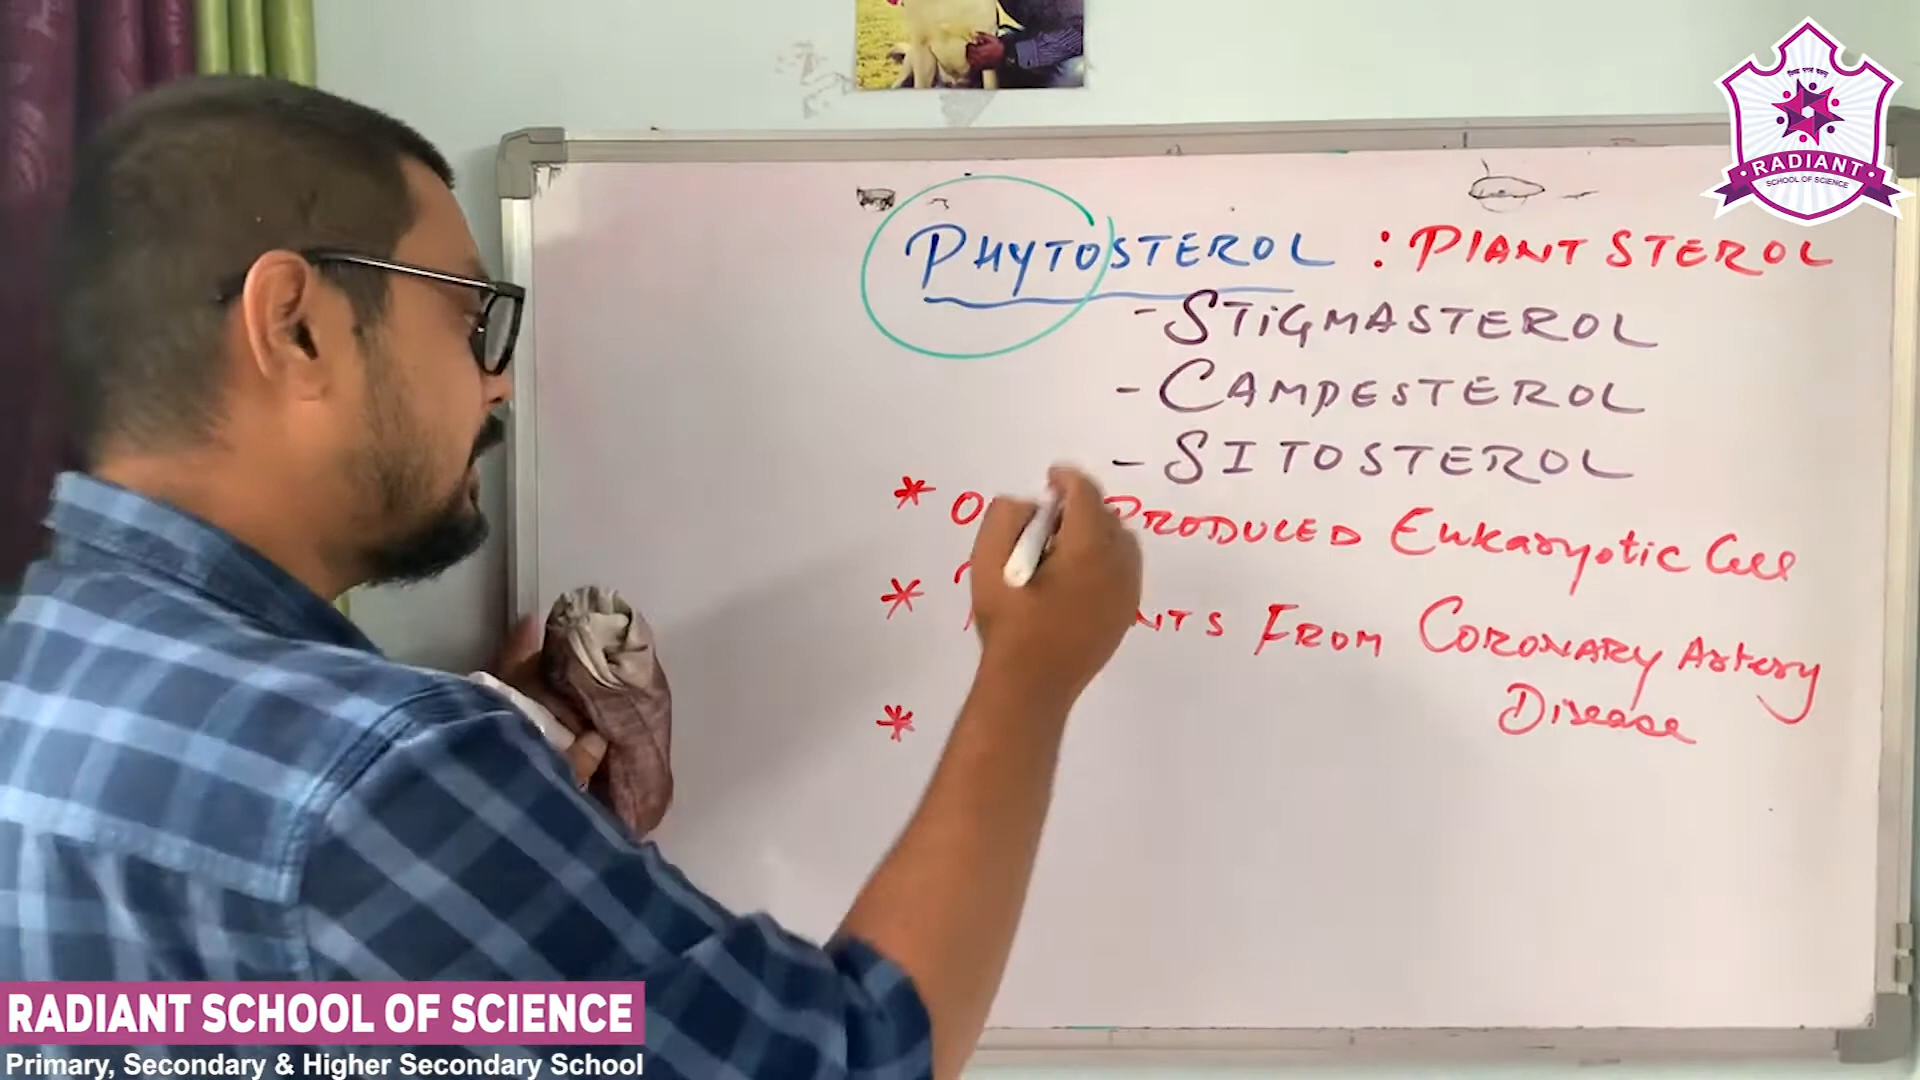 RADIANT
SCHOOL OF SCIENCE
PHYTOSTEROL : PlANT STEROL
- STiGMASTEROL
- CAMPESTEROL
- SITOSTEROL
* PRODUCED Eukaryotic Cell
* FROM CORONARY Artery
Disease
*
RADIANT SCHOOL OF SCIENCE
Primary, Secondary & Higher Secondary School